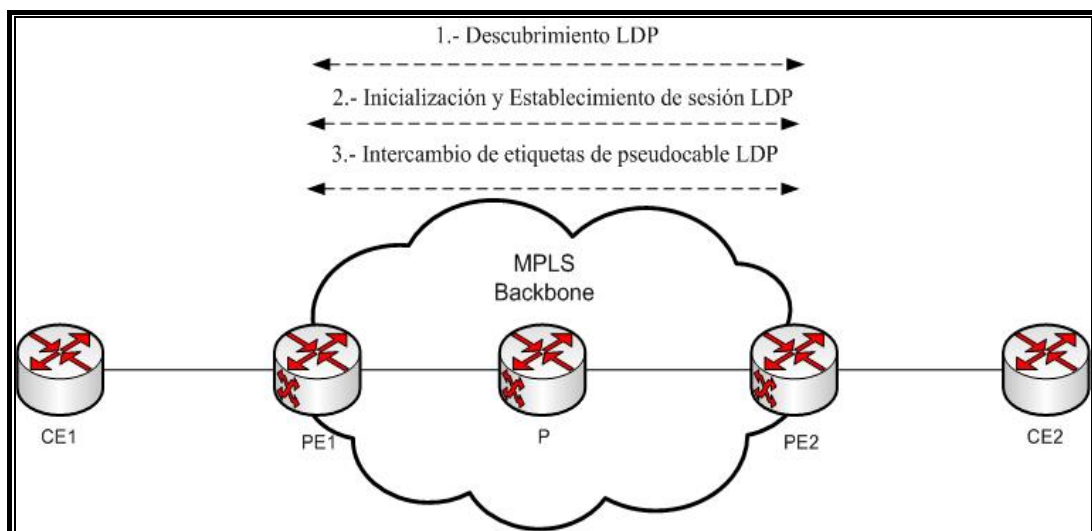 1.- Descubrimiento LDP
2.- Inicialización y Establecimiento de sesión LDP
3.- Intercambio de etiquetas de pseudocable LDP
MPLS
Backbone
CE1
PE1
P
PE2
CE2